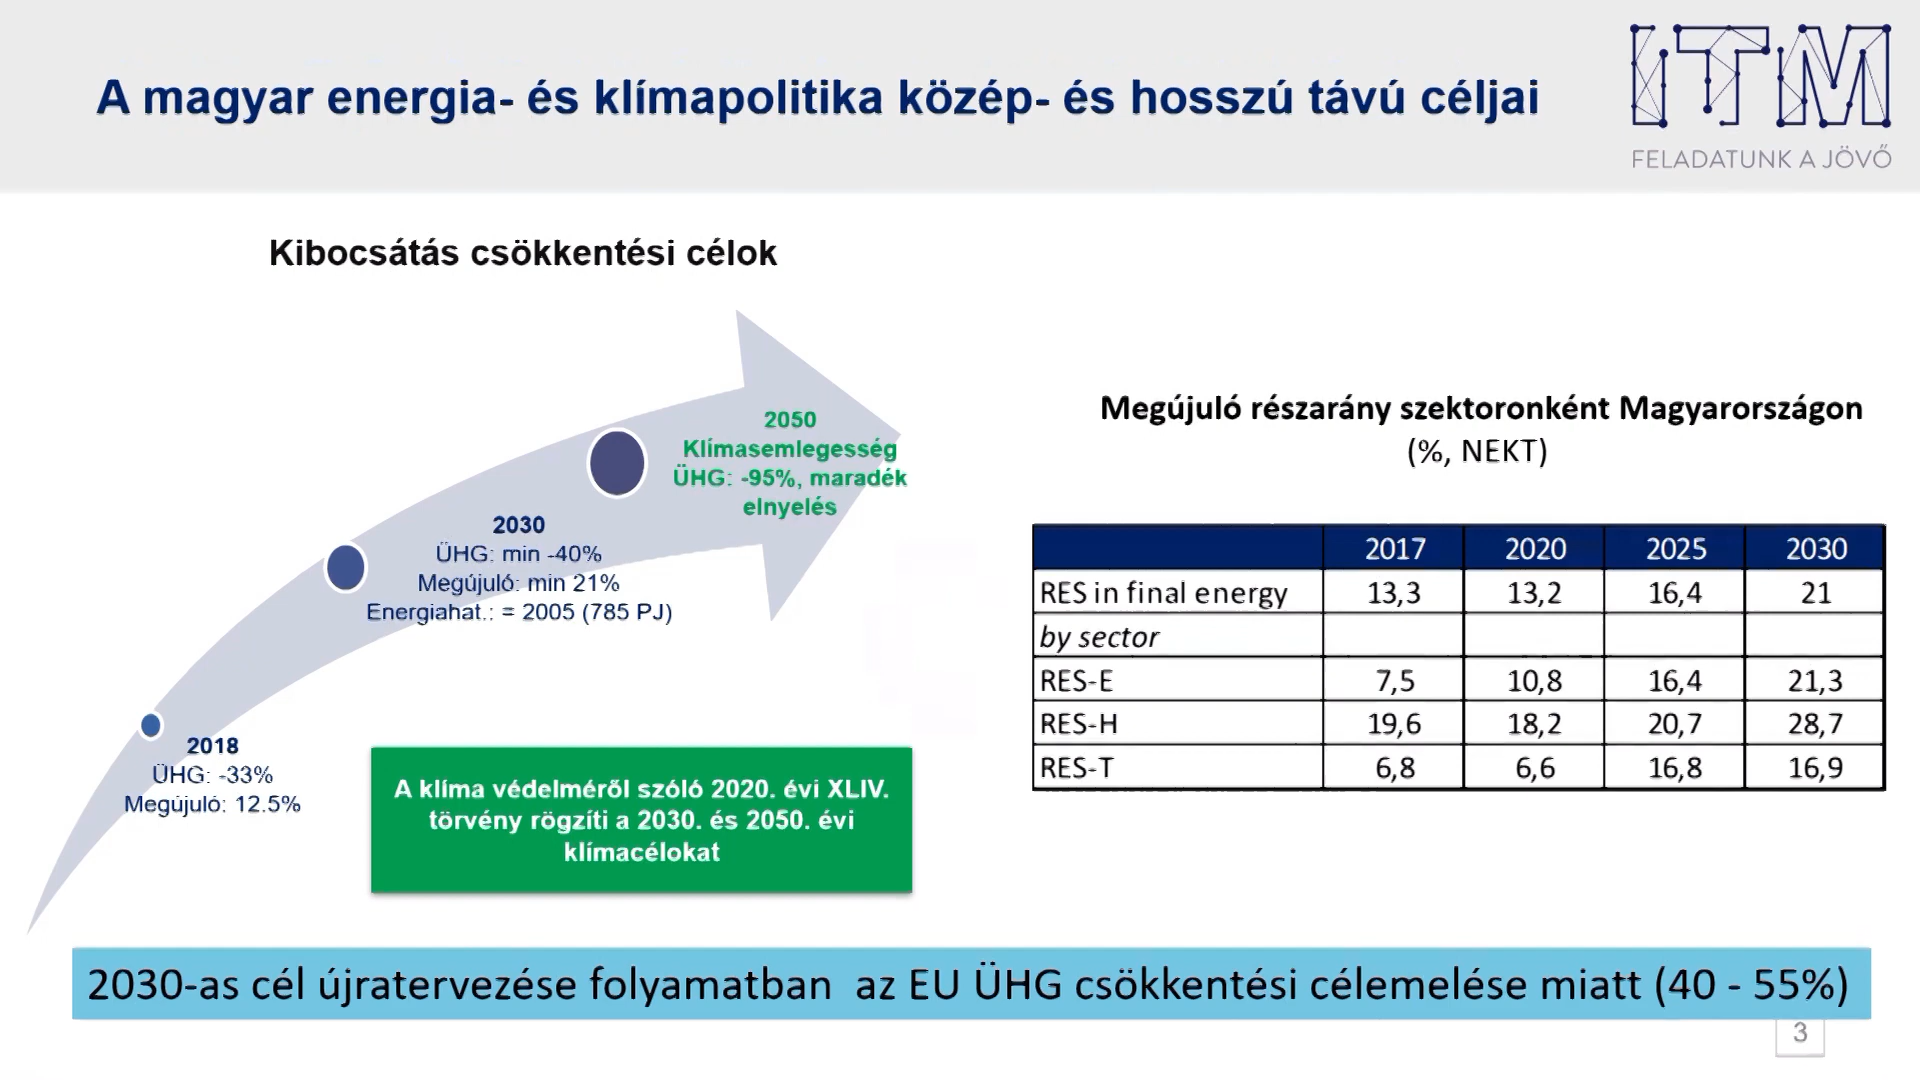 A magyar energia- és klímapolitika közép- és hosszú távú céljai
ITM
FELADATUNK A JÖVŐ
Kibocsátás csökkentési célok
2050
Klímasemlegesség
ÜHG: -95%, maradék
elnyelés
2030
ÜHG: min -40%
Megújuló: min 21%
Energiahat.: = 2005 (785 PJ)
2018
ÜHG: -33%
Megújuló: 12.5%
A klíma védelméről szóló 2020. évi XLIV.
törvény rögzíti a 2030. és 2050. évi
klímacélokat
Megújuló részarány szektoronként Magyarországon
(%, NEKT)
2017 2020 2025 2030
RES in final energy 13,3 13,2 16,4 21
by sector
RES-E 7,5 10,8 16,4 21,3
RES-H 19,6 18,2 20,7 28,7
RES-T 6,8 6,6 16,8 16,9
2030-as cél újratervezése folyamatban az EU ÜHG csökkentési célemelése miatt (40 - 55%)
3